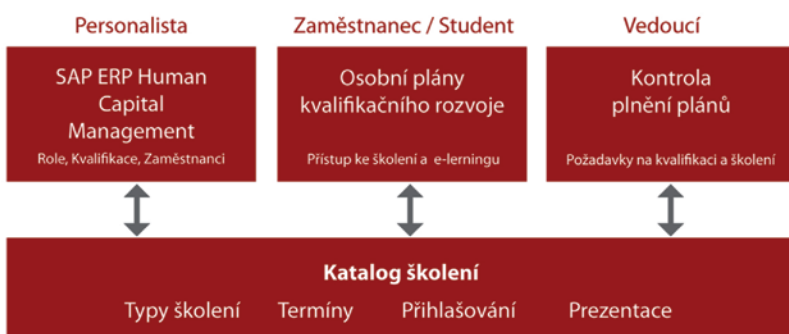 Personalista
Zaměstnanec / Student
Vedoucí
SAP ERP Human
Capital
Management
Role, Kvalifikace, Zaměstnanci
Osobní plány
kvalifikačního rozvoje
Přístup ke školení a e-lerningu
Kontrola
plnění plánů
Požadavky na kvalifikaci a školení
Katalog školení
Typy školení Termíny Přihlašování Prezentace